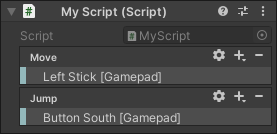 My Script (Script)
Script MyScript
Move
Left Stick [Gamepad]
Jump
Button South [Gamepad]